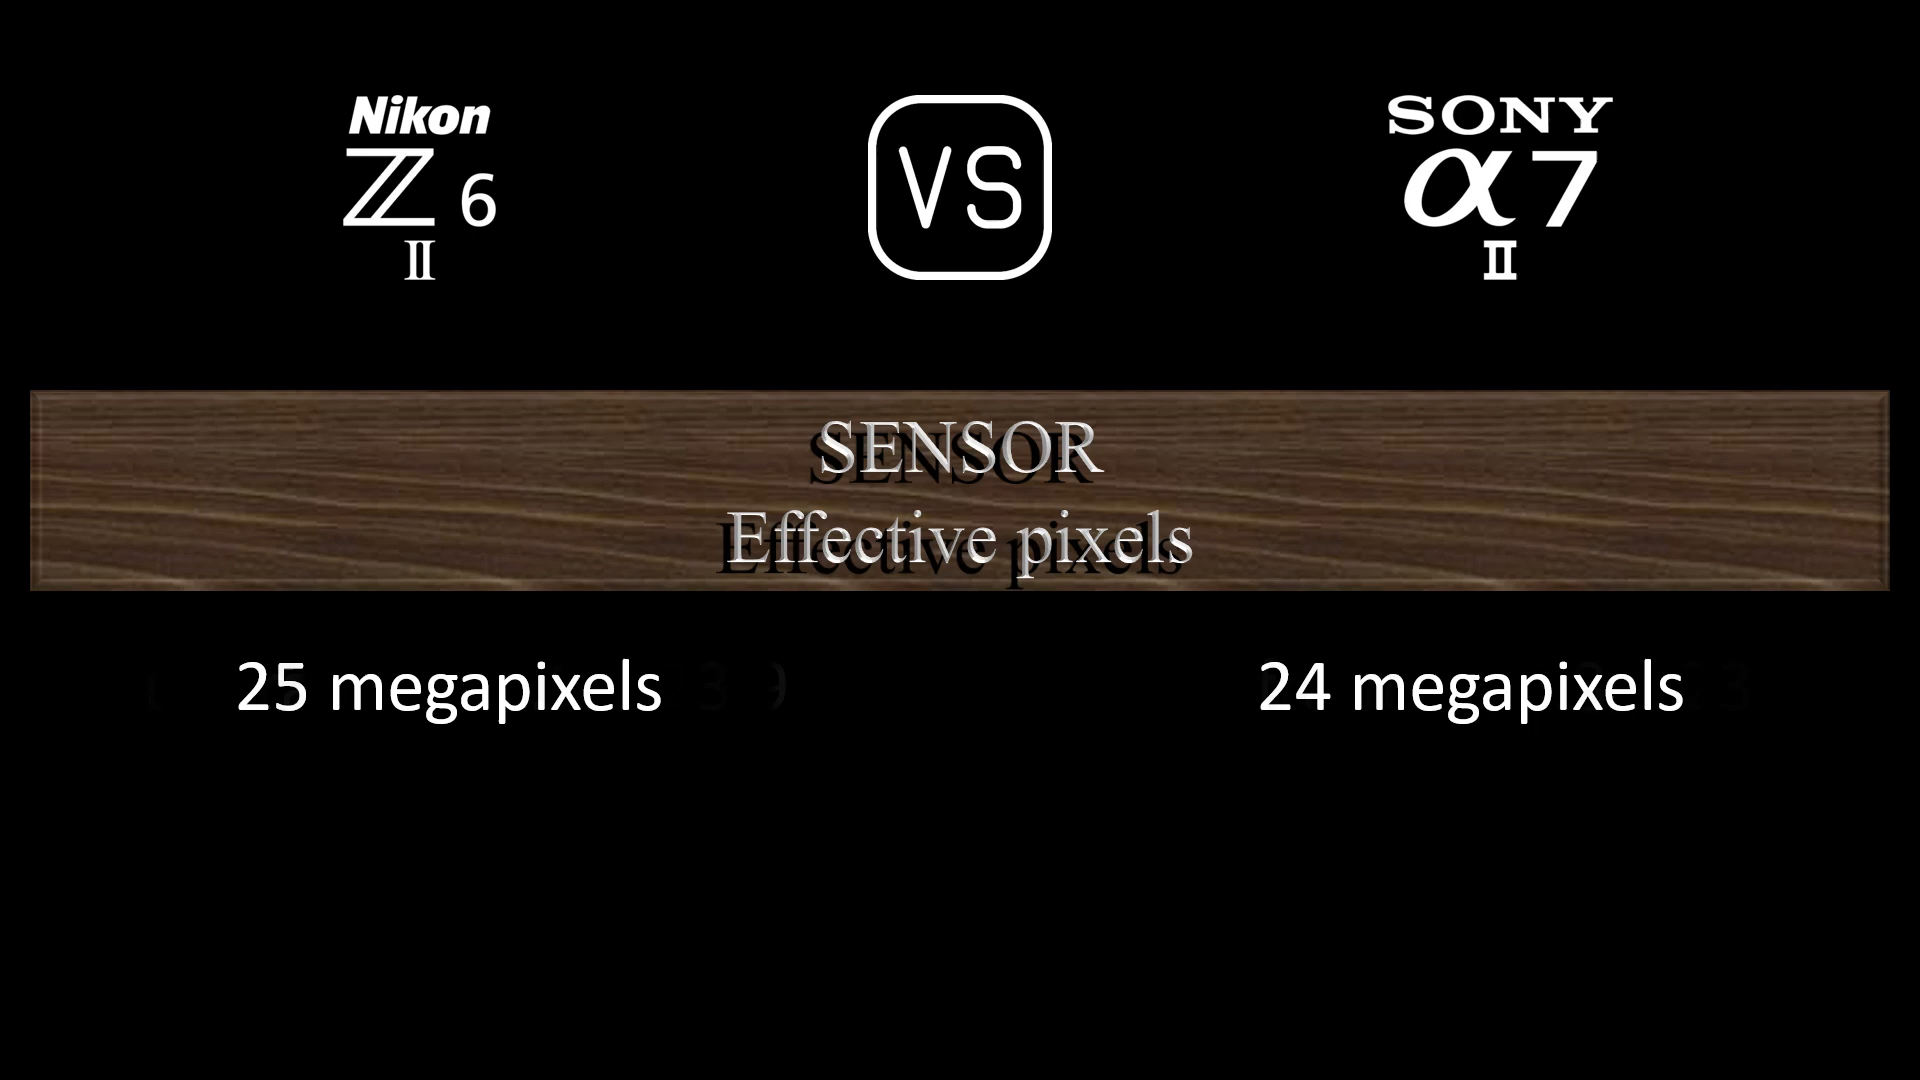 Nikon
Z 6
II
VS
SONY
α7
II
SENSOR
Effective pixels
25 megapixels
24 megapixels